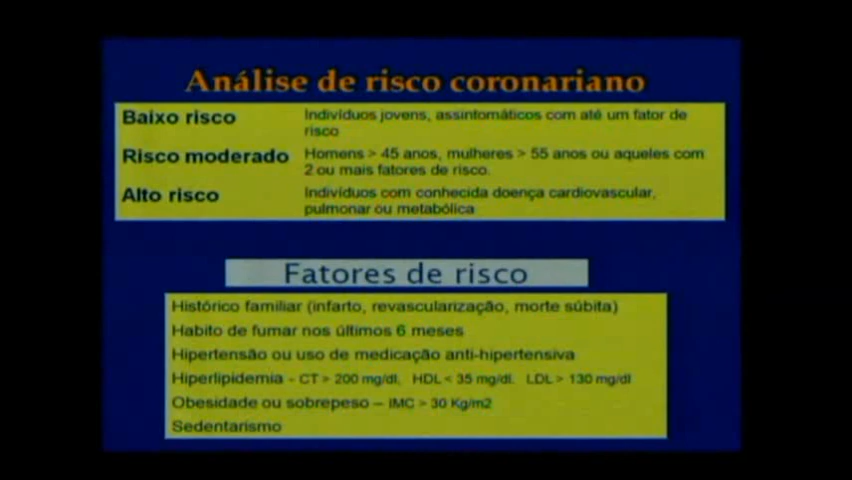 Análise de risco coronariano
Baixo risco Indivíduos jovens, assintomáticos com até um fator de
risco
Risco moderado Homens > 45 anos, mulheres > 55 anos ou aqueles com
2 ou mais fatores de risco.
Alto risco Indivíduos com conhecida doença cardiovascular,
pulmonar ou metabólica
Fatores de risco
Histórico familiar (infarto, revascularização, morte súbita)
Habito de fumar nos últimos 6 meses
Hipertensão ou uso de medicação anti-hipertensiva
Hiperlipidemia – CT > 200 mg/dl, HDL < 35 mg/dl. LDL > 130 mg/dl
Obesidade ou sobrepeso – IMC > 30 Kg/m2
Sedentarismo